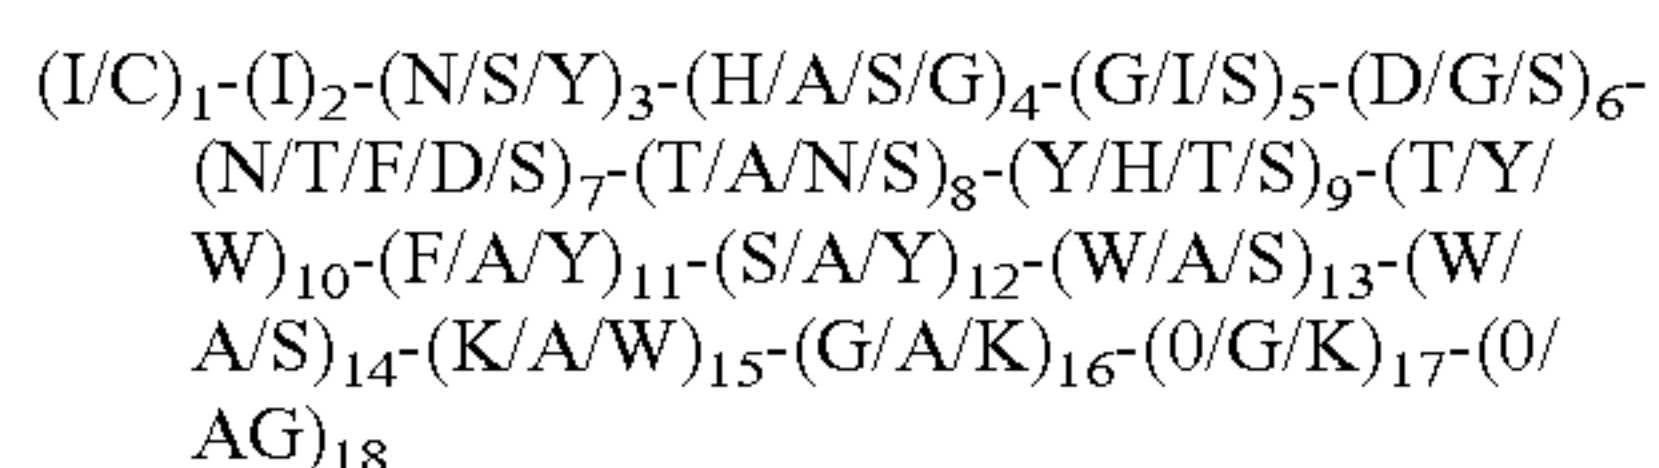 (I/C)₁-(I)₂-(N/S/Y)₃-(H/A/S/G)₄-(G/I/S)₅-(D/G/S)₆-
(N/T/F/D/S)₇-(T/A/N/S)₈-(Y/H/T/S)₉-(T/Y/
W)₁₀-(F/A/Y)₁₁-(S/A/Y)₁₂-(W/A/S)₁₃-(W/
A/S)₁₄-(K/A/W)₁₅-(G/A/K)₁₆-(0/G/K)₁₇-(0/
AG)₁₈